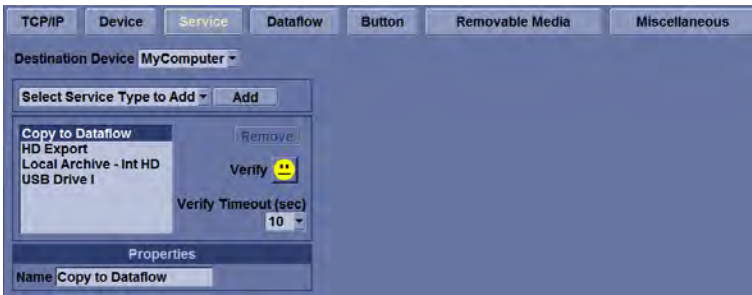 TCP/IP Device Service Dataflow Button Removable Media Miscellaneous
Destination Device MyComputer
Select Service Type to Add Add
Copy to Dataflow Remove
HD Export
Local Archive - Int HD Verify
USB Drive I
Verify Timeout (sec)
10
Properties
Name Copy to Dataflow